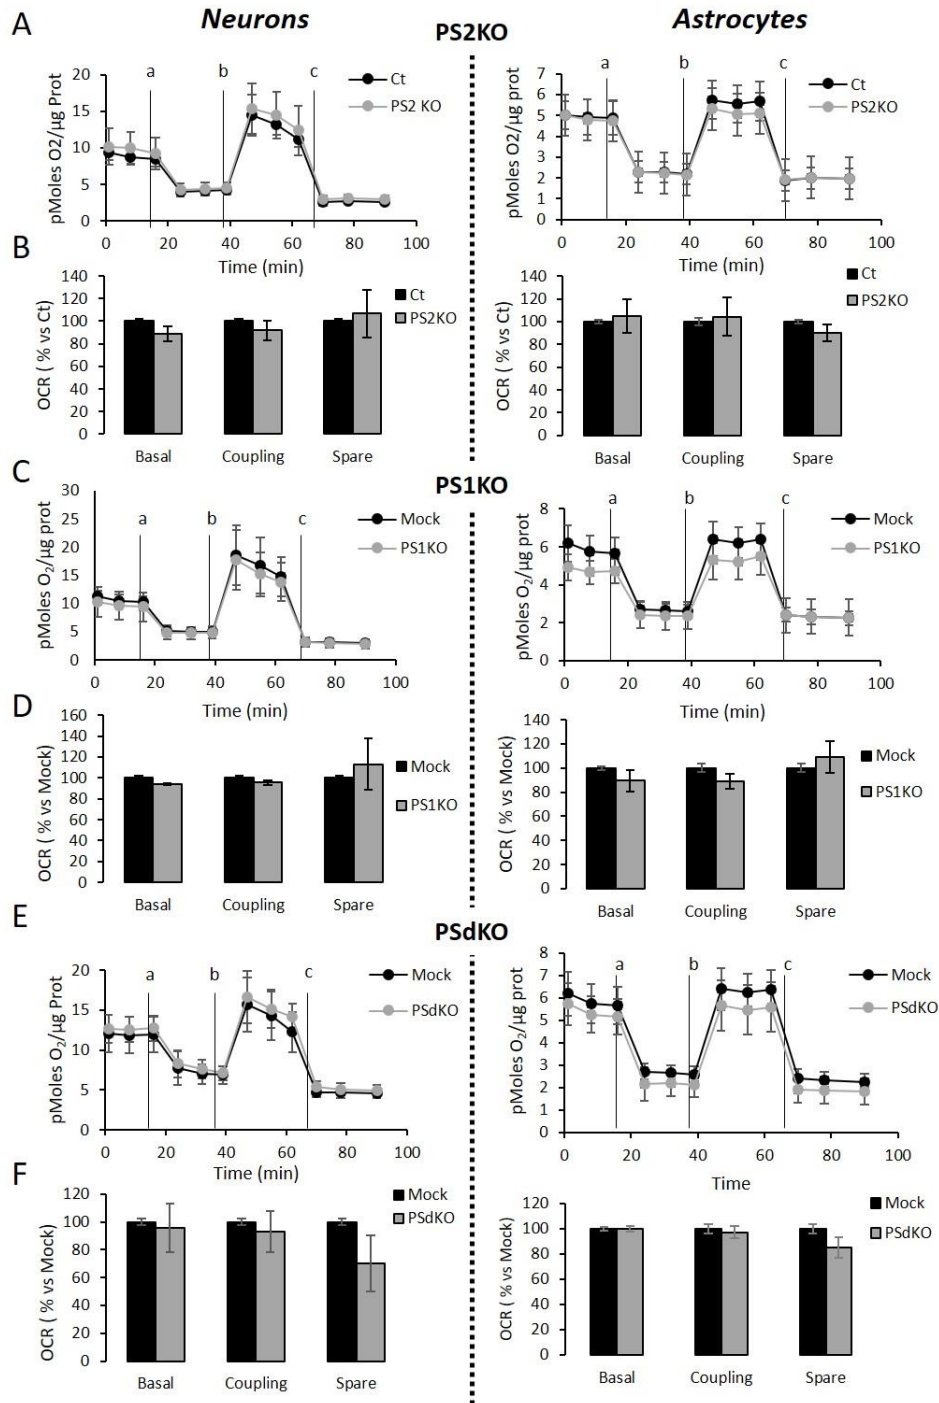 Neurons
Astrocytes
A
PS2KO
pMoles O2/µg Prot
20
15
10
5
0
a
b
c
Ct
PS2 KO
0 20 40 60 80 100
Time (min)
pMoles O2/µg Prot
7
6
5
4
3
2
1
0
a
b
c
Ct
PS2KO
0 20 40 60 80 100
Time (min)
B
OCR ( % vs Ct)
140
120
100
80
60
40
20
0
Ct
PS2KO
Basal Coupling Spare
OCR ( % vs Ct)
140
120
100
80
60
40
20
0
Ct
PS2KO
Basal Coupling Spare
C
PS1KO
pMoles O₂/µg prot
30
25
20
15
10
5
0
a
b
c
Mock
PS1KO
0 20 40 60 80 100
Time (min)
pMoles O₂/µg prot
8
6
4
2
0
a
b
c
Mock
PS1KO
0 20 40 60 80 100
Time (min)
D
OCR ( % vs Mock)
160
140
120
100
80
60
40
20
0
Mock
PS1KO
Basal Coupling Spare
OCR ( % vs Mock)
140
120
100
80
60
40
20
0
Mock
PS1KO
Basal Coupling Spare
E
PSdKO
pMoles O₂/µg Prot
20
15
10
5
0
a
b
c
Mock
PSdKO
0 20 40 60 80 100
Time (min)
pMoles O₂/µg Prot
8
7
6
5
4
3
2
1
0
a
b
c
Mock
PSdKO
0 20 40 60 80 100
Time
F
OCR ( % vs Mock)
120
100
80
60
40
20
0
Mock
PSdKO
Basal Coupling Spare
OCR ( % vs Mock)
120
100
80
60
40
20
0
Mock
PSdKO
Basal Coupling Spare